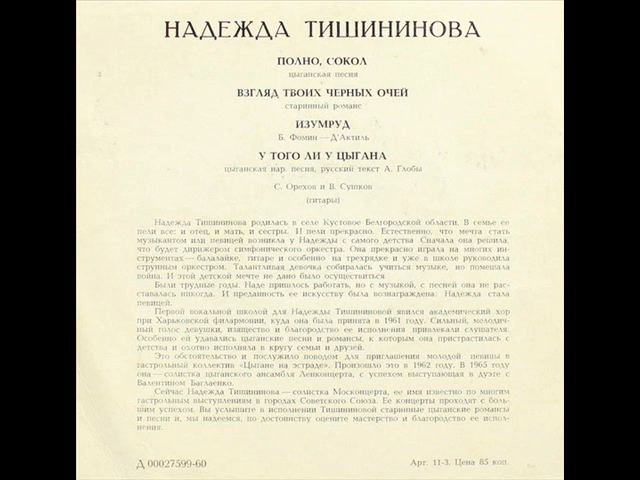 НАДЕЖДА ТИШИНИНОВА
ПОЛНО, СОКОЛ
цыганская песня
ВЗГЛЯД ТВОИХ ЧЕРНЫХ ОЧЕЙ
старинный романс
ИЗУМРУД
Б. Фомин — Д'Актиль
У ТОГО ЛИ У ЦЫГАНА
цыганская нар. песня, русский текст А. Глобы
С. Орехов и В. Сушков
(гитары)
Надежда Тишининова родилась в селе Кустовое Белгородской области. В семье ее
пели все: и отец, и мать, и сестры. И пели прекрасно. Естественно, что мечта стать
музыкантом или певицей возникла у Надежды с самого детства Сначала она решила,
что будет дирижером симфонического оркестра. Она прекрасно играла на многих ин-
струментах — балалайке, гитаре и особенно на трехрядке и уже в школе руководила
струнным оркестром. Талантливая девочка собиралась учиться музыке, но помешала
война. И этой детской мечте не дано было осуществиться.
Были трудные годы. Наде пришлось работать, но с музыкой, с песней она не рас-
ставалась никогда. И преданность ее искусству была вознаграждена. Надежда стала
певицей.
Первой вокальной школой для Надежды Тишининовой явился академический хор
при Харьковской филармонии, куда она была принята в 1961 году. Сильный, мелодич-
ный голос девушки, изящество и благородство ее исполнения привлекали слушателя.
Особенно ей удавались цыганские песни и романсы, к которым она пристрастилась с
детства и охотно исполняла в кругу семьи и друзей.
Это обстоятельство и послужило поводом для приглашения молодой певицы в
гастрольный коллектив «Цыгане на эстраде». Произошло это в 1962 году. В 1965 году
она — солистка цыганского ансамбля Ленконцерта, с успехом выступающая в дуэте с
Валентином Баглаенко.
Сейчас Надежда Тишининова — солистка Москонцерта, ее имя известно по многим
гастрольным выступлениям в городах Советского Союза. Ее концерты проходят с боль-
шим успехом. Вы услышите в исполнении Тишининовой старинные цыганские романсы
и песни и, мы надеемся, по достоинству оцените мастерство и благородство ее испол-
нения.
Д 00027599-60
Арт. 11-3. Цена 85 коп.